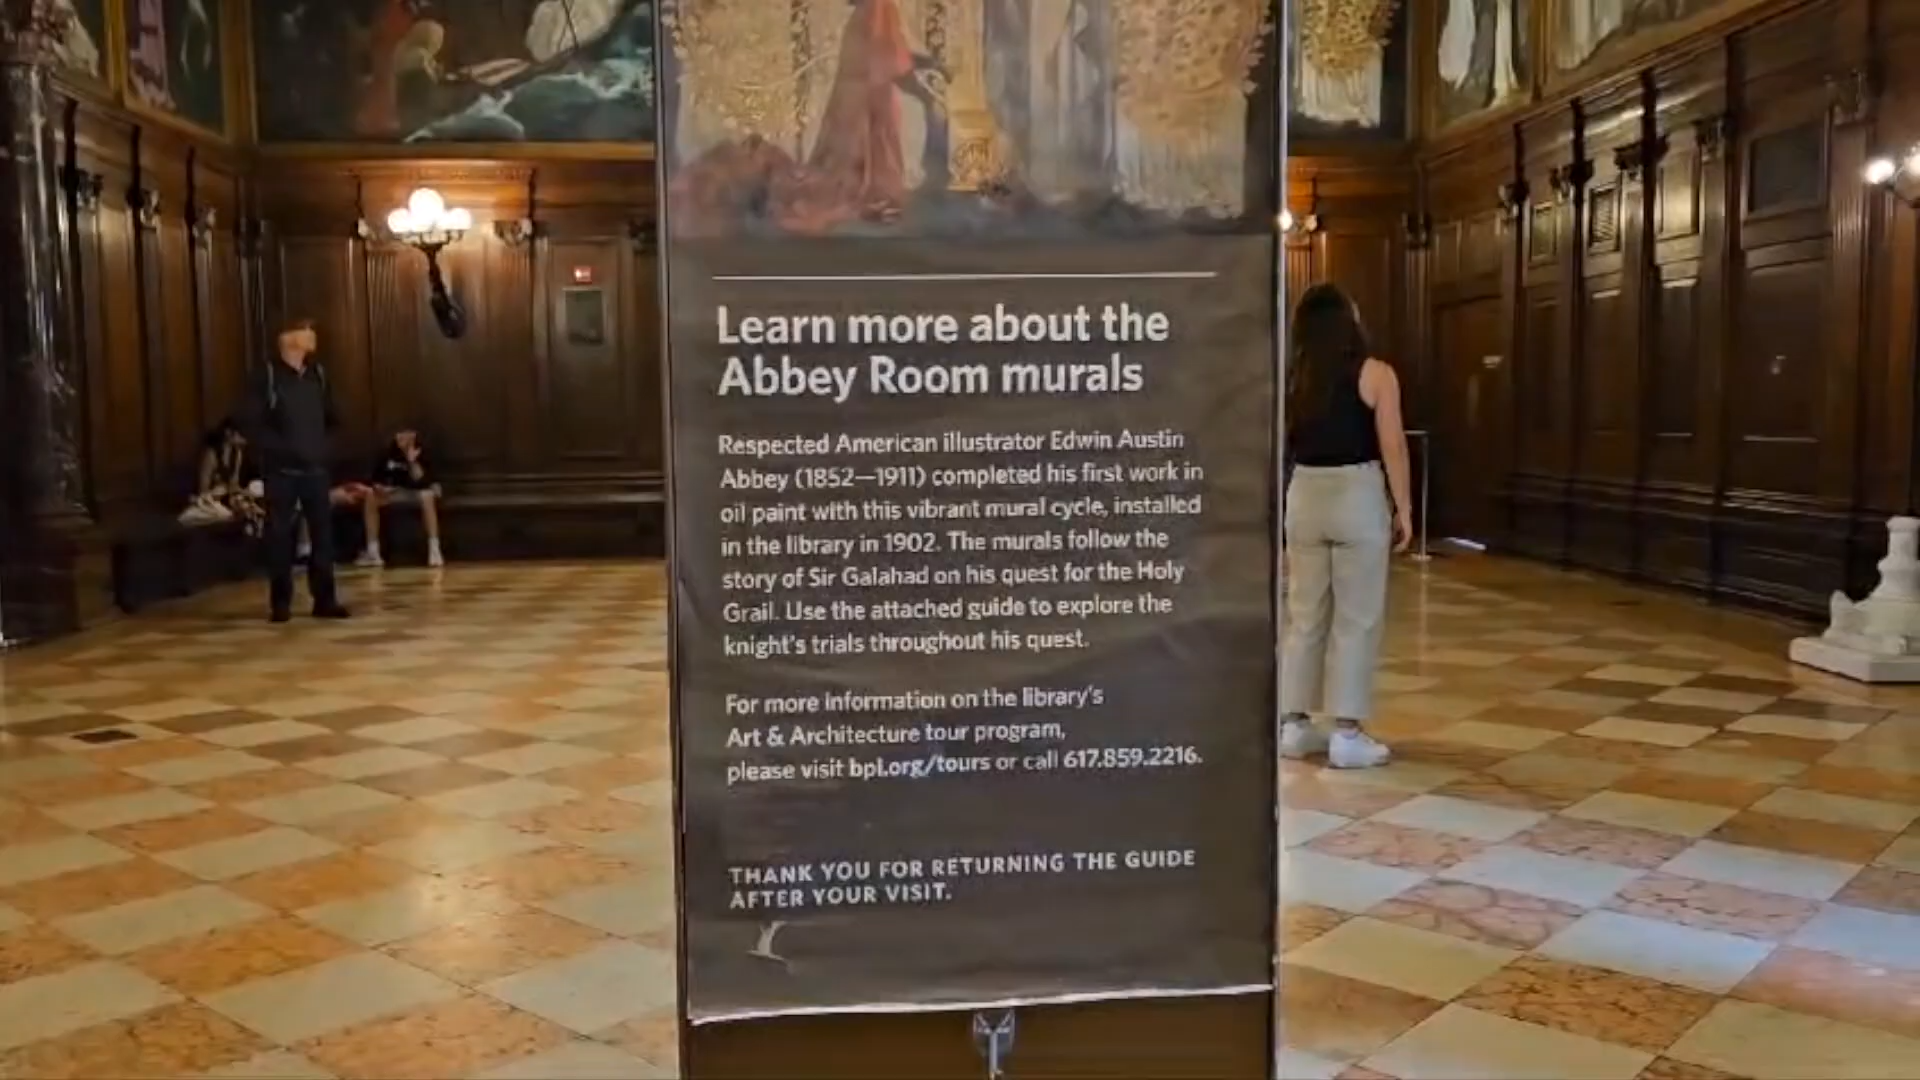 Learn more about the
Abbey Room murals
Respected American illustrator Edwin Austin
Abbey (1852—1911) completed his first work in
oil paint with this vibrant mural cycle, installed
in the library in 1902. The murals follow the
story of Sir Galahad on his quest for the Holy
Grail. Use the attached guide to explore the
knight's trials throughout his quest.
For more information on the library's
Art & Architecture tour program,
please visit bpl.org/tours or call 617.859.2216.
THANK YOU FOR RETURNING THE GUIDE
AFTER YOUR VISIT.